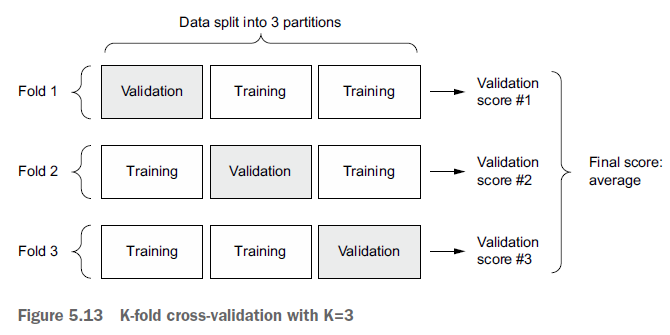 Data split into 3 partitions
Fold 1
Validation
Training
Training
Validation
score #1
Fold 2
Training
Validation
Training
Validation
score #2
Final score:
average
Fold 3
Training
Training
Validation
Validation
score #3
Figure 5.13 K-fold cross-validation with K=3